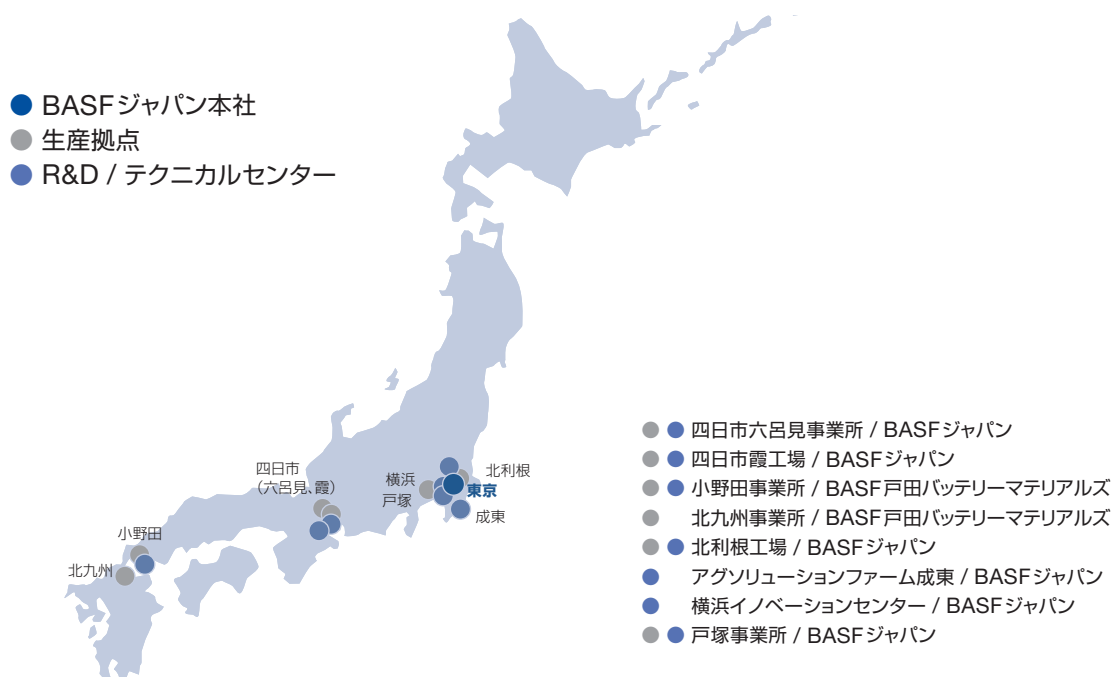 BASFジャパン本社
生産拠点
R&D / テクニカルセンター
四日市
（六呂見、霞）
横浜
戸塚
北利根
東京
成東
小野田
北九州
四日市六呂見事業所 / BASFジャパン
四日市霞工場 / BASFジャパン
小野田事業所 / BASF戸田バッテリーマテリアルズ
北九州事業所 / BASF戸田バッテリーマテリアルズ
北利根工場 / BASFジャパン
アグソリューションファーム成東 / BASFジャパン
横浜イノベーションセンター / BASFジャパン
戸塚事業所 / BASFジャパン